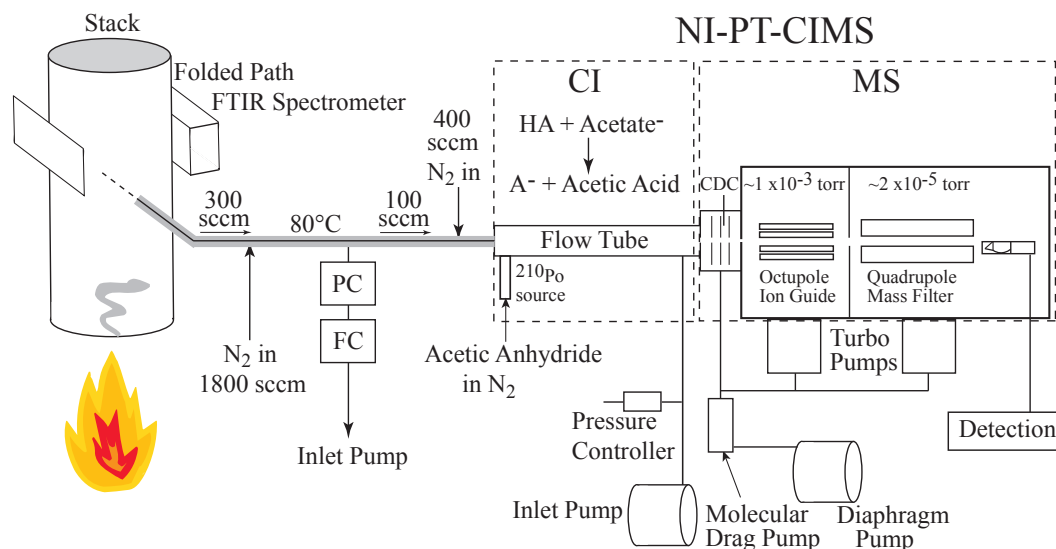 NI-PT-CIMS
Stack
Folded Path
FTIR Spectrometer
CI
MS
HA + Acetate⁻
A⁻ + Acetic Acid
400
sccm
N₂ in
300
sccm
80°C
100
sccm
CDC
~1 x10⁻³ torr
~2 x10⁻⁵ torr
Flow Tube
²¹⁰Po
source
Octupole
Ion Guide
Quadrupole
Mass Filter
PC
FC
N₂ in
1800 sccm
Acetic Anhydride
in N₂
Turbo
Pumps
Pressure
Controller
Detection
Inlet Pump
Inlet Pump
Molecular
Drag Pump
Diaphragm
Pump